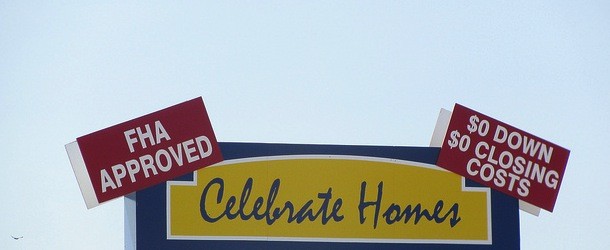 FHA
APPROVED
Celebrate Homes
$0 DOWN
$0 CLOSING
COSTS